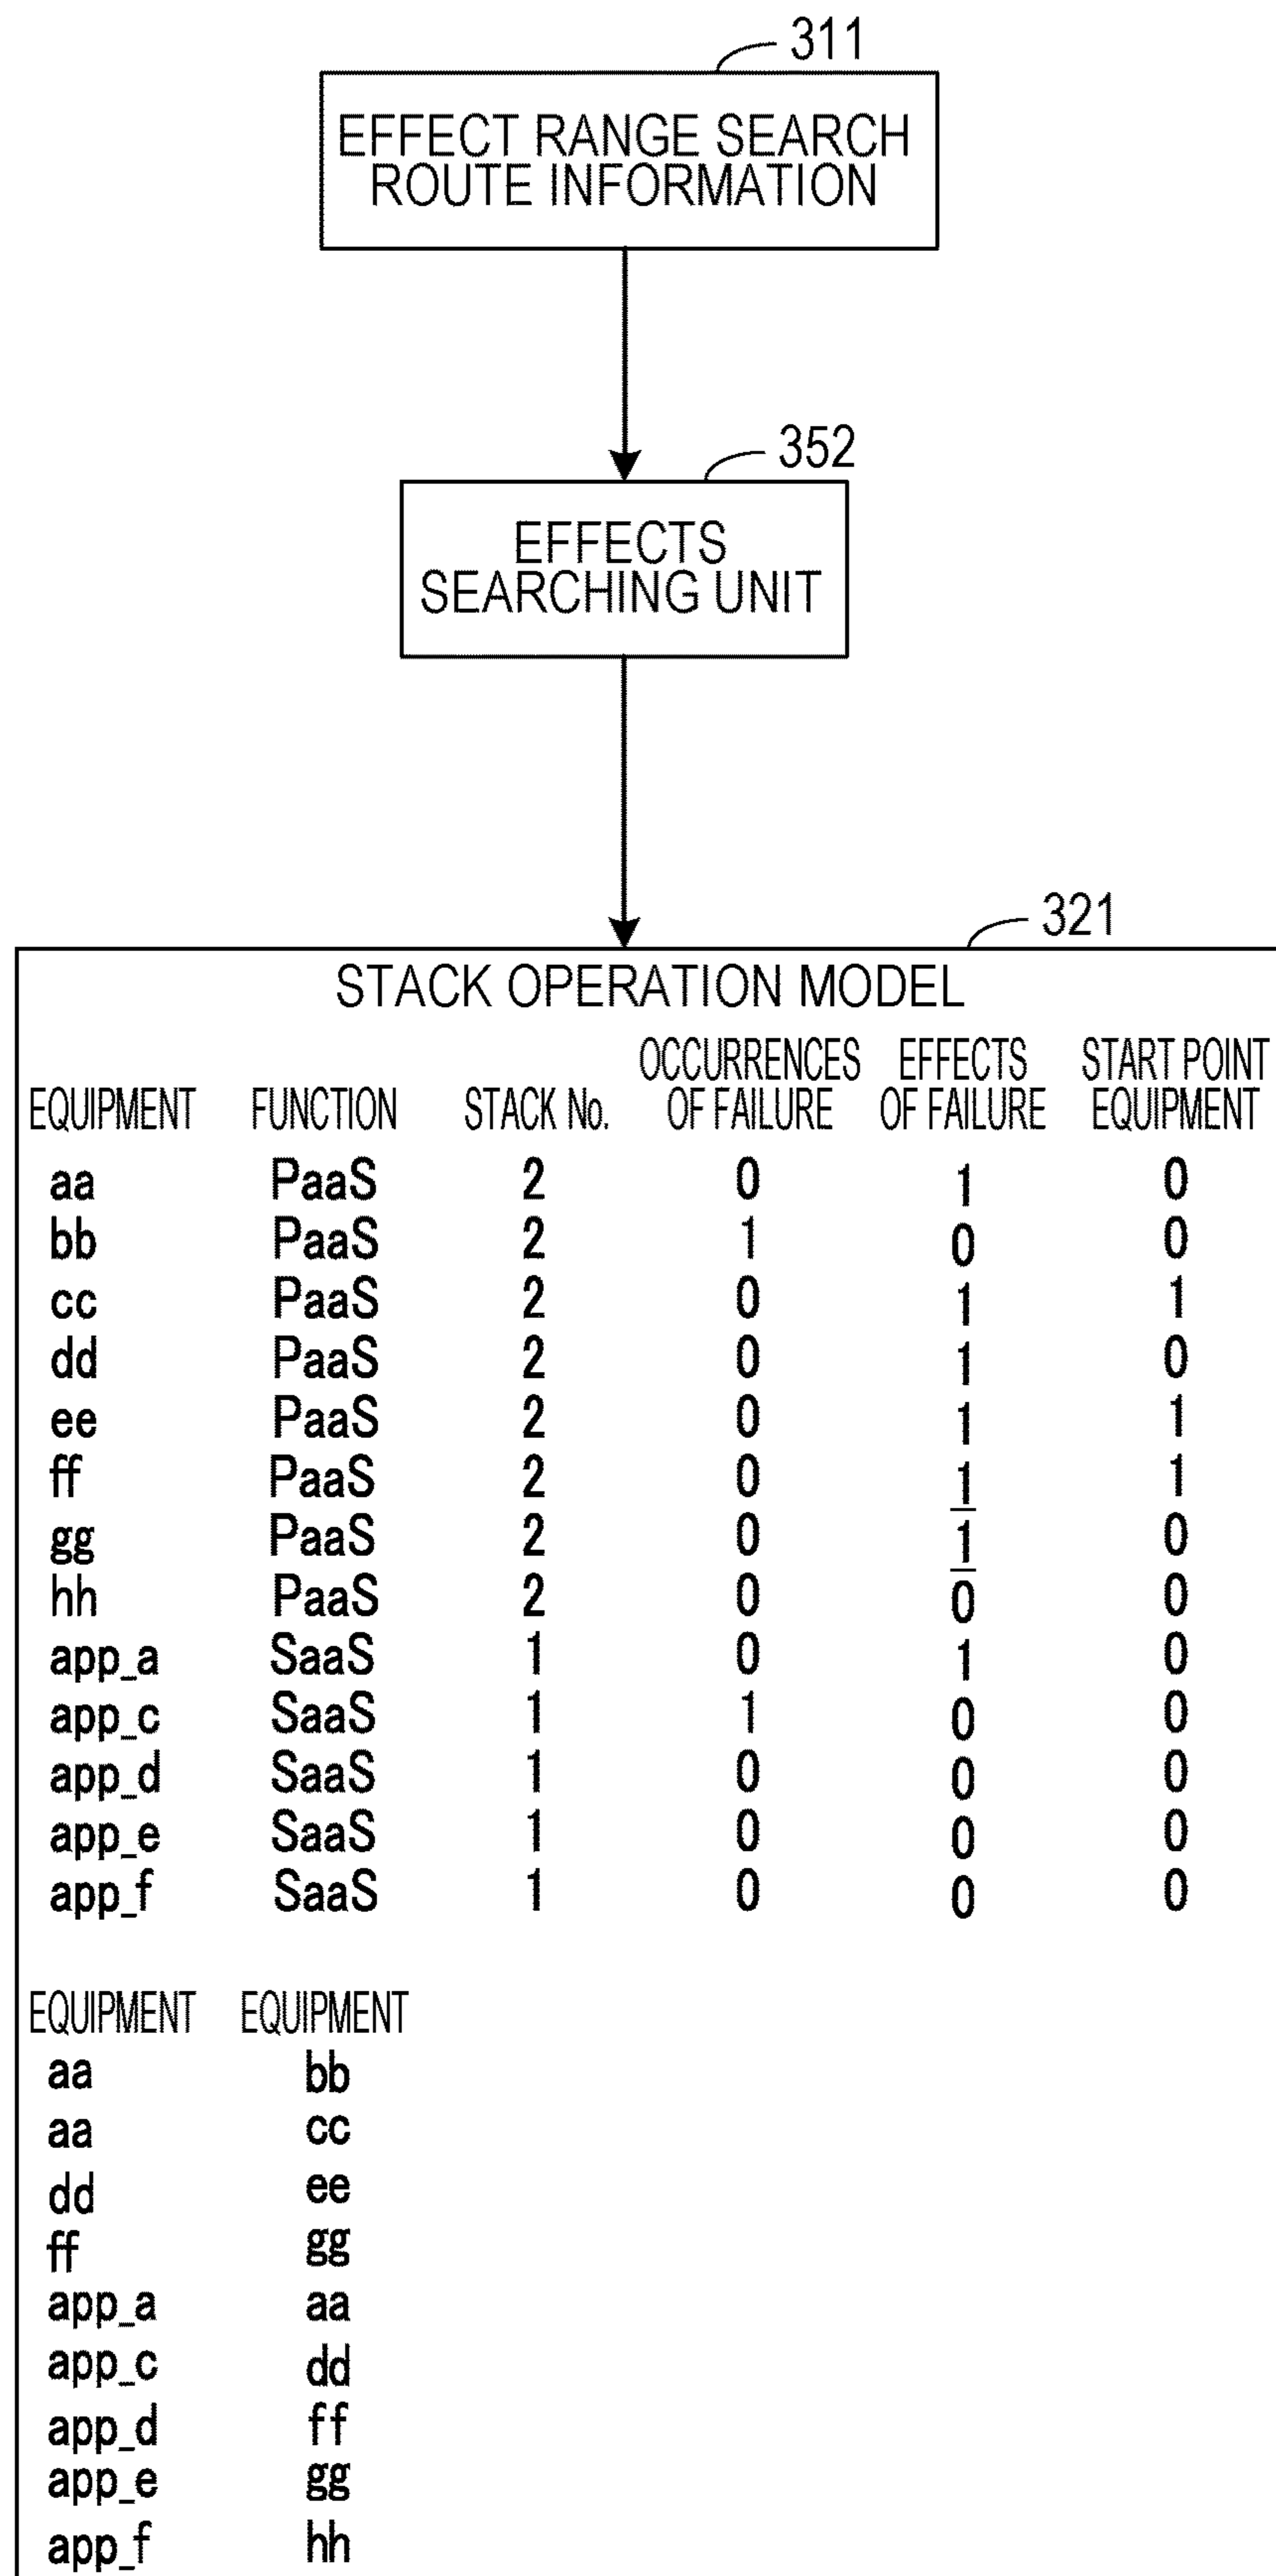 311
EFFECT RANGE SEARCH
ROUTE INFORMATION
352
EFFECTS
SEARCHING UNIT
321
STACK OPERATION MODEL
EQUIPMENT FUNCTION STACK No. OCCURRENCES OF FAILURE EFFECTS OF FAILURE START POINT EQUIPMENT
aa PaaS 2 0 1 0
bb PaaS 2 1 0 0
cc PaaS 2 0 1 1
dd PaaS 2 0 1 0
ee PaaS 2 0 1 1
ff PaaS 2 0 1 1
gg PaaS 2 0 1 0
hh PaaS 2 0 0 0
app_a SaaS 1 0 1 0
app_c SaaS 1 1 0 0
app_d SaaS 1 0 0 0
app_e SaaS 1 0 0 0
app_f SaaS 1 0 0 0
EQUIPMENT EQUIPMENT
aa bb
aa cc
dd ee
ff gg
app_a aa
app_c dd
app_d ff
app_e gg
app_f hh